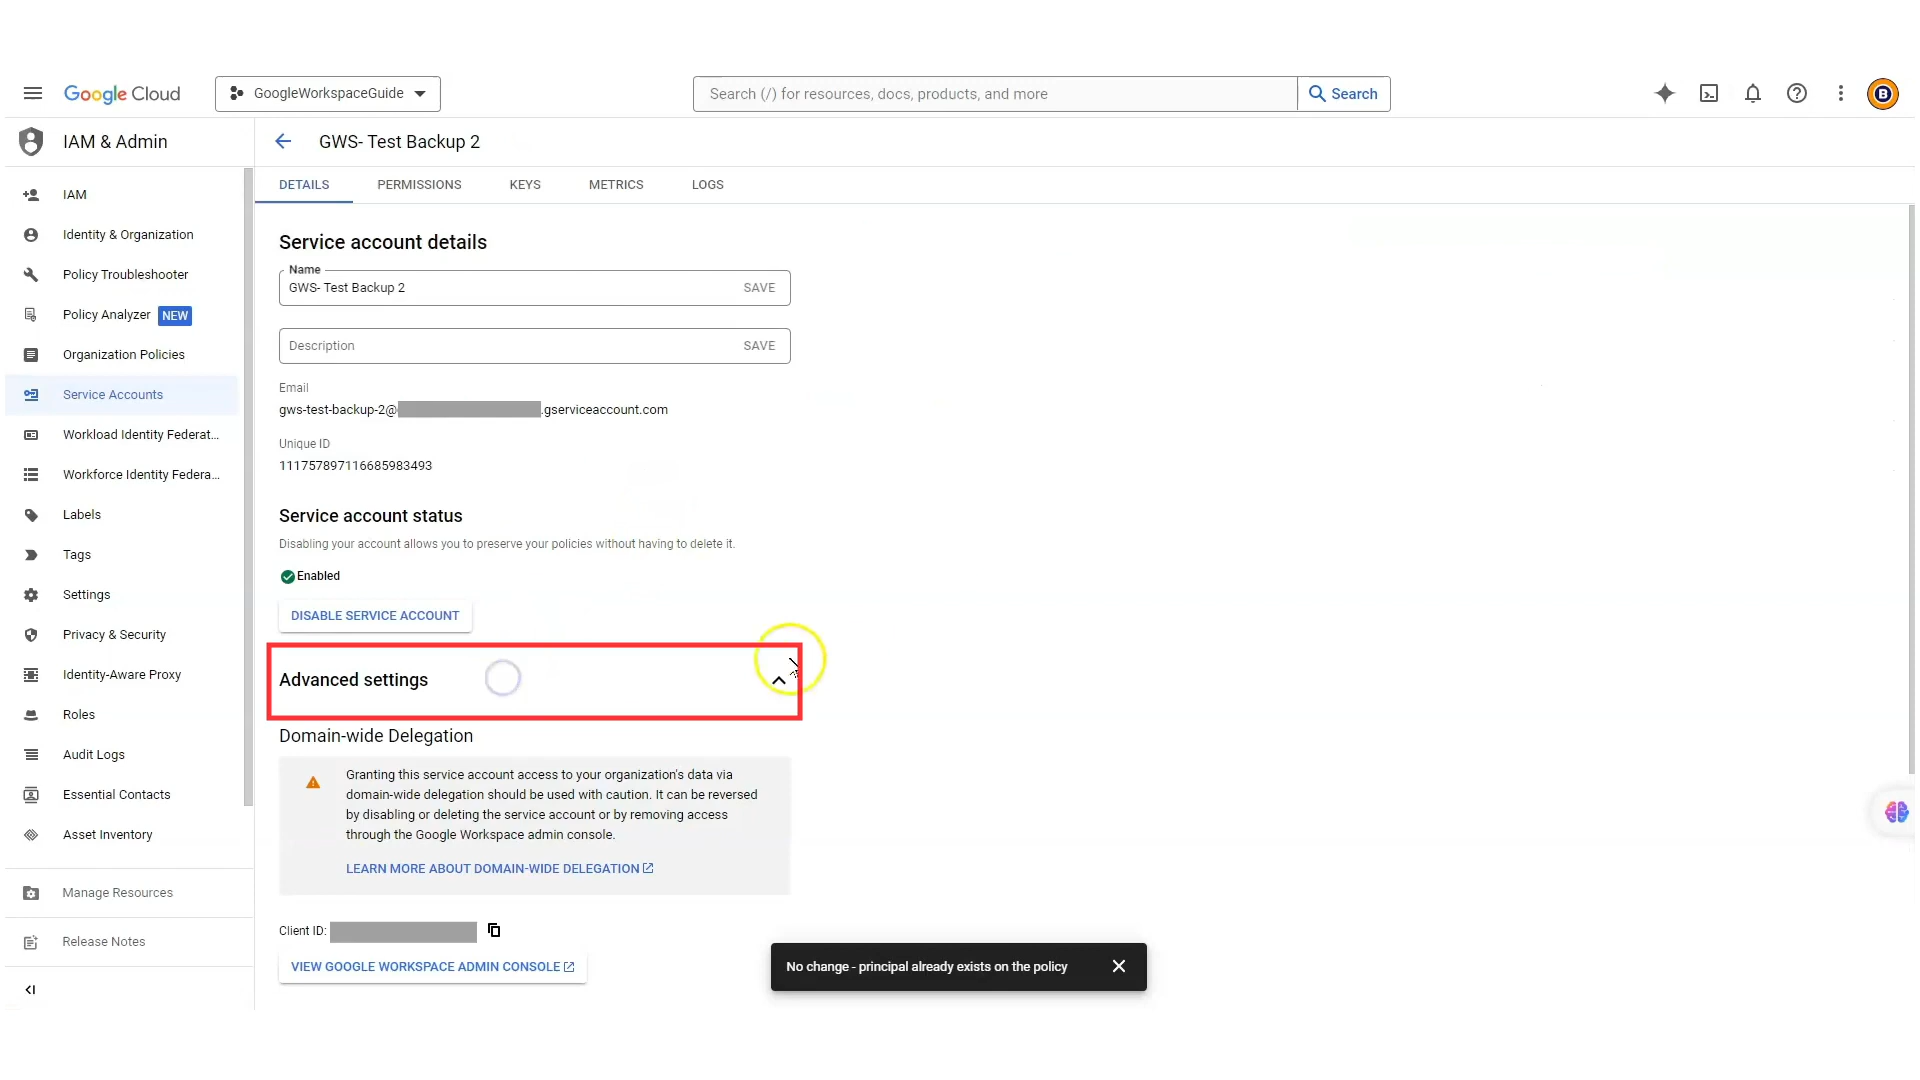 Google Cloud
GoogleWorkspaceGuide
Search (/) for resources, docs, products, and more
Search
B
IAM & Admin
GWS- Test Backup 2
DETAILS
PERMISSIONS
KEYS
METRICS
LOGS
IAM
Identity & Organization
Policy Troubleshooter
Policy Analyzer NEW
Organization Policies
Service Accounts
Workload Identity Federat...
Workforce Identity Federa...
Labels
Tags
Settings
Privacy & Security
Identity-Aware Proxy
Roles
Audit Logs
Essential Contacts
Asset Inventory
Manage Resources
Release Notes
Service account details
Name
GWS- Test Backup 2
SAVE
Description
SAVE
Email
gws-test-backup-2@ .gserviceaccount.com
Unique ID
111757897116685983493
Service account status
Disabling your account allows you to preserve your policies without having to delete it.
Enabled
DISABLE SERVICE ACCOUNT
Advanced settings
Domain-wide Delegation
Granting this service account access to your organization's data via
domain-wide delegation should be used with caution. It can be reversed
by disabling or deleting the service account or by removing access
through the Google Workspace admin console.
LEARN MORE ABOUT DOMAIN-WIDE DELEGATION
Client ID:
VIEW GOOGLE WORKSPACE ADMIN CONSOLE
No change - principal already exists on the policy